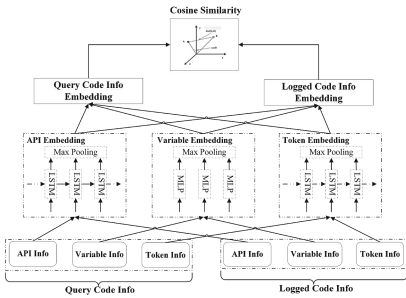 Cosine Similarity
Query Code Info
Embedding
Logged Code Info
Embedding
API Embedding
Variable Embedding
Token Embedding
Max Pooling
Max Pooling
Max Pooling
LSTM
LSTM
LSTM
MLP
MLP
MLP
LSTM
LSTM
LSTM
API Info
Variable Info
Token Info
API Info
Variable Info
Token Info
Query Code Info
Logged Code Info